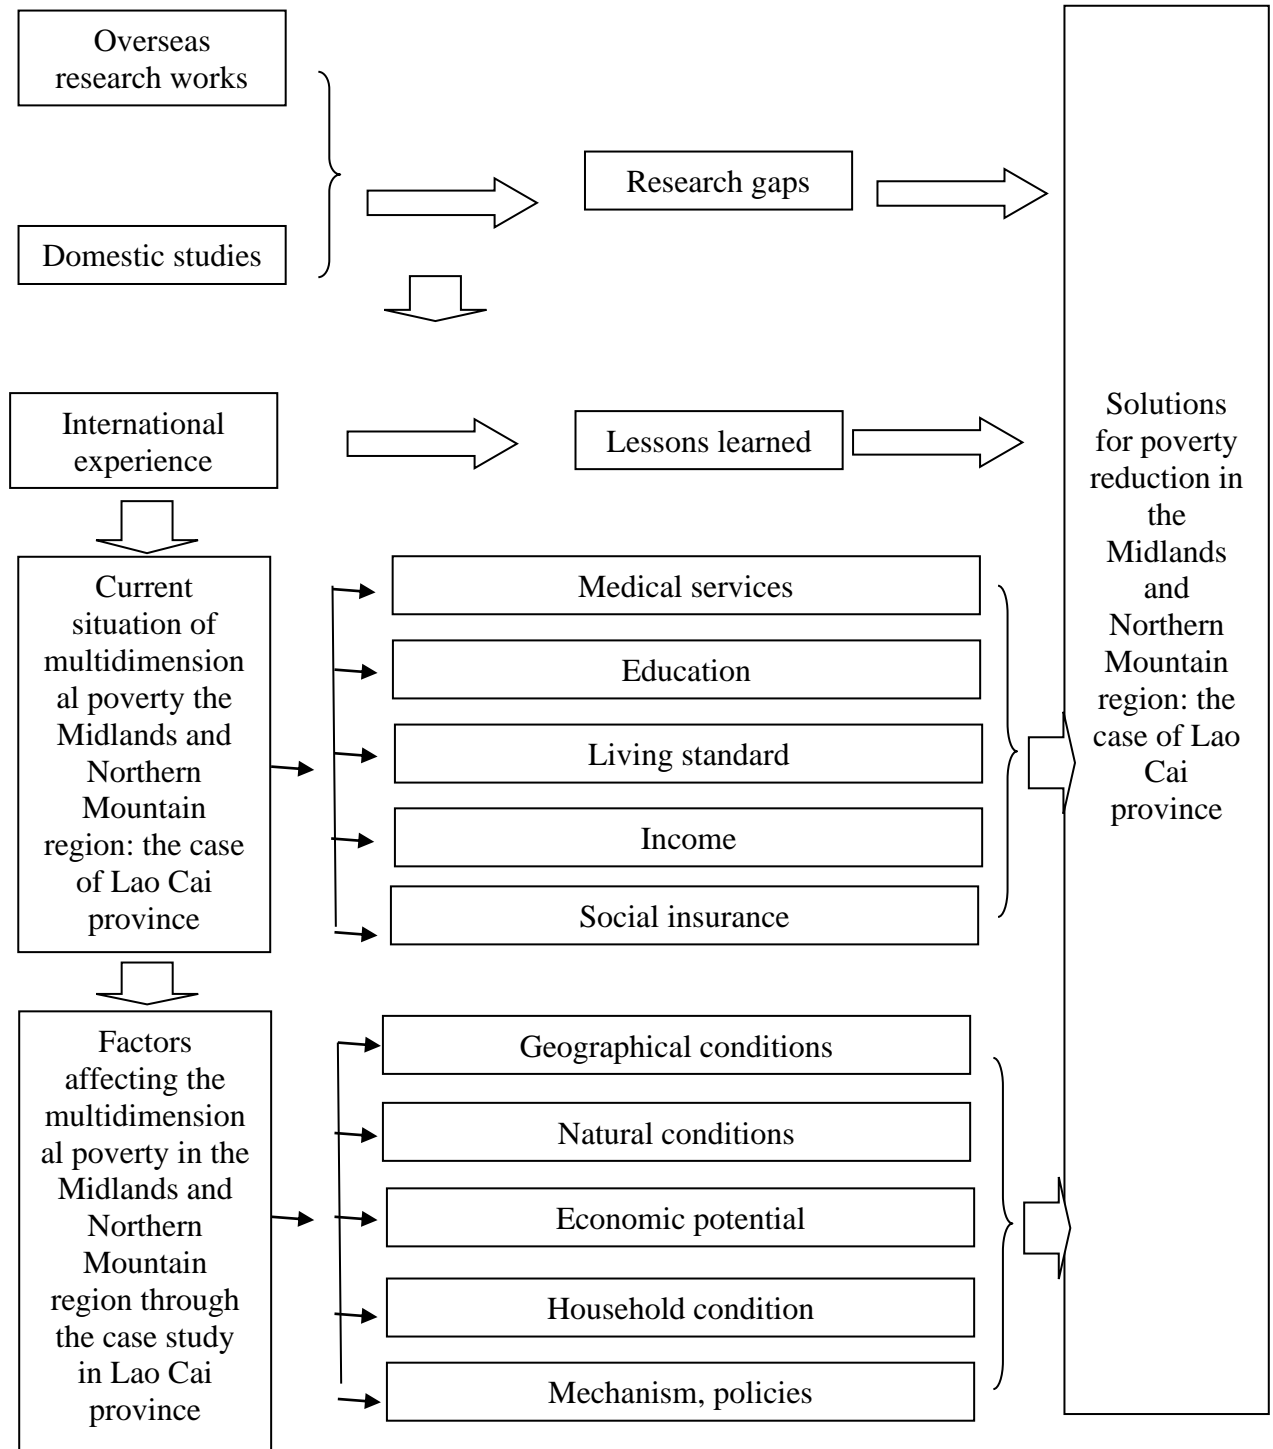 Overseas
research works
Domestic studies
Research gaps
International
experience
Lessons learned
Current
situation of
multidimension
al poverty the
Midlands and
Northern
Mountain
region: the case
of Lao Cai
province
Medical services
Education
Living standard
Income
Social insurance
Factors
affecting the
multidimension
al poverty in the
Midlands and
Northern
Mountain
region through
the case study
in Lao Cai
province
Geographical conditions
Natural conditions
Economic potential
Household condition
Mechanism, policies
Solutions
for poverty
reduction in
the
Midlands
and
Northern
Mountain
region: the
case of Lao
Cai
province